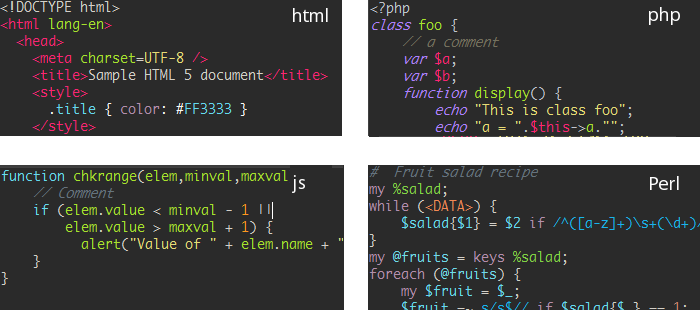 <!DOCTYPE html>
html
<html lang-en>
<head>
<meta charset=UTF-8 />
<title>Sample HTML 5 document</title>
<style>
.title { color: #FF3333 }
</style>
<?php
php
class foo {
// a comment
var $a;
var $b;
function display() {
echo "This is class foo";
echo "a = ".$this->a."";
function chkrange(elem,minval,maxval
js
// Comment
if (elem.value < minval - 1 ||
elem.value > maxval + 1) {
alert("Value of " + elem.name + "
}
}
# Fruit salad recipe
Perl
my %salad;
while (<DATA>) {
$salad{$1} = $2 if /^([a-z]+)\s+(\d+)/
}
my @fruits = keys %salad;
foreach (@fruits) {
my $fruit = $_;
$fruit =~ s/s$// if $salad{$_} == 1;